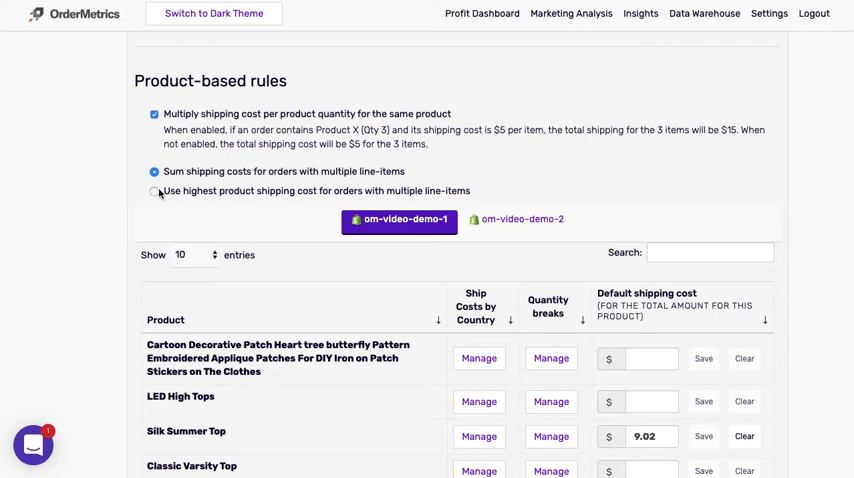 OrderMetrics
Switch to Dark Theme
Profit Dashboard Marketing Analysis Insights Data Warehouse Settings Logout
Product-based rules
Multiply shipping cost per product quantity for the same product
When enabled, if an order contains Product X (Qty 3) and its shipping cost is $5 per item, the total shipping for the 3 items will be $15. When
not enabled, the total shipping cost will be $5 for the 3 items.
Sum shipping costs for orders with multiple line-items
Use highest product shipping cost for orders with multiple line-items
om-video-demo-1 om-video-demo-2
Show 10 entries Search:
Product
Ship
Costs by
Country
Quantity
breaks
Default shipping cost
(FOR THE TOTAL AMOUNT FOR THIS
PRODUCT)
Cartoon Decorative Patch Heart tree butterfly Pattern
Embroidered Applique Patches For DIY Iron on Patch
Stickers on The Clothes
Manage Manage $ Save Clear
LED High Tops Manage Manage $ Save Clear
Silk Summer Top Manage Manage $ 9.02 Save Clear
Classic Varsity Top Manage Manage $ Save Clear
1